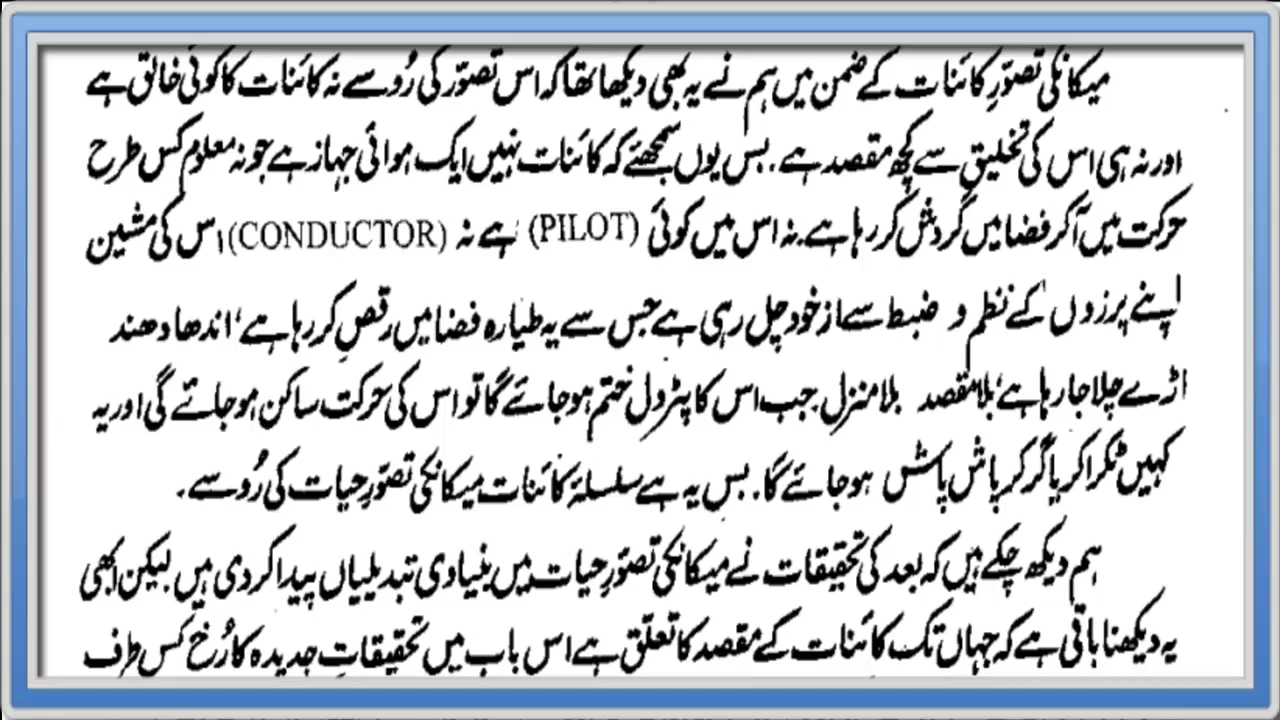 میکانکی تصوّرِ کائنات کے ضمن میں ہم نے یہ بھی دیکھا تھا کہ اس تصوّر کی رُو سے نہ کائنات کا کوئی خالق ہے
اور نہ ہی اس کی تخلیق سے کچھ مقصد ہے۔ بس یوں سمجھئے کہ کائنات نہیں ایک ہوائی جہاز ہے جو نہ معلوم کس طرح
حرکت میں آکر فضا میں گردش کر رہا ہے۔ نہ اس میں کوئی (PILOT) ہے نہ (CONDUCTOR) اس کی مشین
اپنے پرزوں کے نظم و ضبط سے از خود چل رہی ہے جس سے یہ طیارہ فضا میں رقص کر رہا ہے، اندھا دھند
اڑے چلا جا رہا ہے، بلا مقصد بلا منزل۔ جب اس کا پٹرول ختم ہو جائے گا تو اس کی حرکت ساکن ہو جائے گی اور یہ
کہیں ٹکرا کر یا گر کر پاش پاش ہو جائے گا۔ بس یہ ہے سلسلۂ کائنات میکانکی تصوّرِ حیات کی رُو سے۔
ہم دیکھ چکے ہیں کہ بعد کی تحقیقات نے میکانکی تصوّرِ حیات میں بنیادی تبدیلیاں پیدا کر دی ہیں۔ لیکن ابھی
یہ دیکھنا باقی ہے کہ جہاں تک کائنات کے مقصد کا تعلق ہے اس باب میں تحقیقاتِ جدیدہ کا رُخ کس طرف